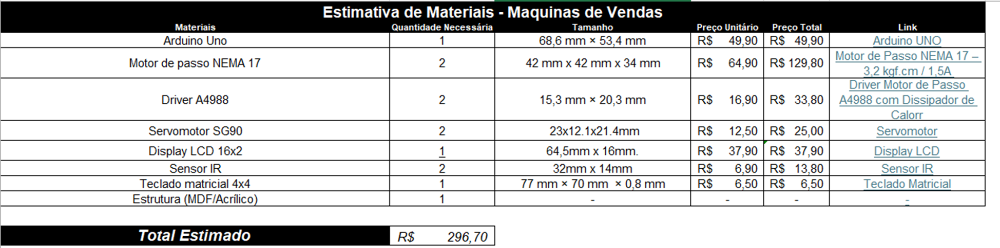 Estimativa de Materiais - Maquinas de Vendas
Materiais Quantidade Necessária Tamanho Preço Unitário Preço Total Link
Arduino Uno 1 68,6 mm × 53,4 mm R$ 49,90 R$ 49,90 Arduino UNO
Motor de passo NEMA 17 2 42 mm x 42 mm x 34 mm R$ 64,90 R$ 129,80 Motor de Passo NEMA 17 –
3,2 kgf.cm / 1,5A
Driver A4988 2 15,3 mm × 20,3 mm R$ 16,90 R$ 33,80 Driver Motor de Passo
A4988 com Dissipador de
Calorr
Servomotor SG90 2 23x12.1x21.4mm R$ 12,50 R$ 25,00 Servomotor
Display LCD 16x2 1 64,5mm x 16mm. R$ 37,90 R$ 37,90 Display LCD
Sensor IR 2 32mm x 14mm R$ 6,90 R$ 13,80 Sensor IR
Teclado matricial 4x4 1 77 mm × 70 mm × 0,8 mm R$ 6,50 R$ 6,50 Teclado Matricial
Estrutura (MDF/Acrílico) 1 - - - -
Total Estimado R$ 296,70